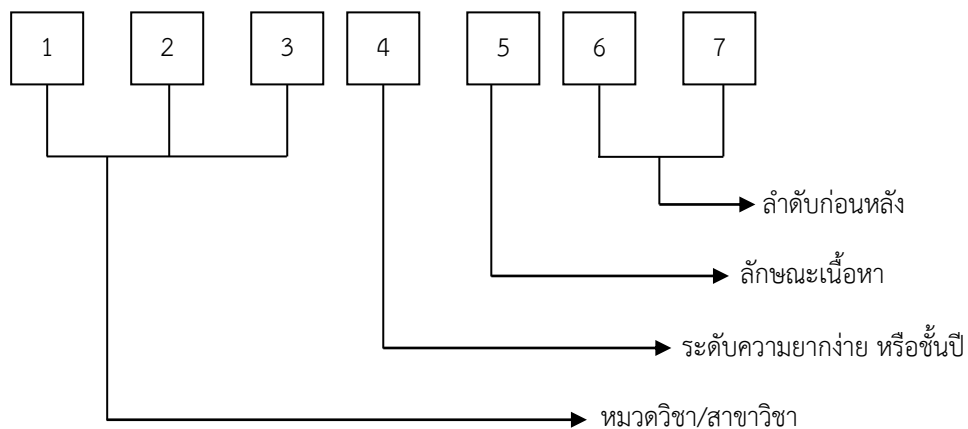 1 2 3 4 5 6 7
ลำดับก่อนหลัง
ลักษณะเนื้อหา
ระดับความยากง่าย หรือชั้นปี
หมวดวิชา/สาขาวิชา